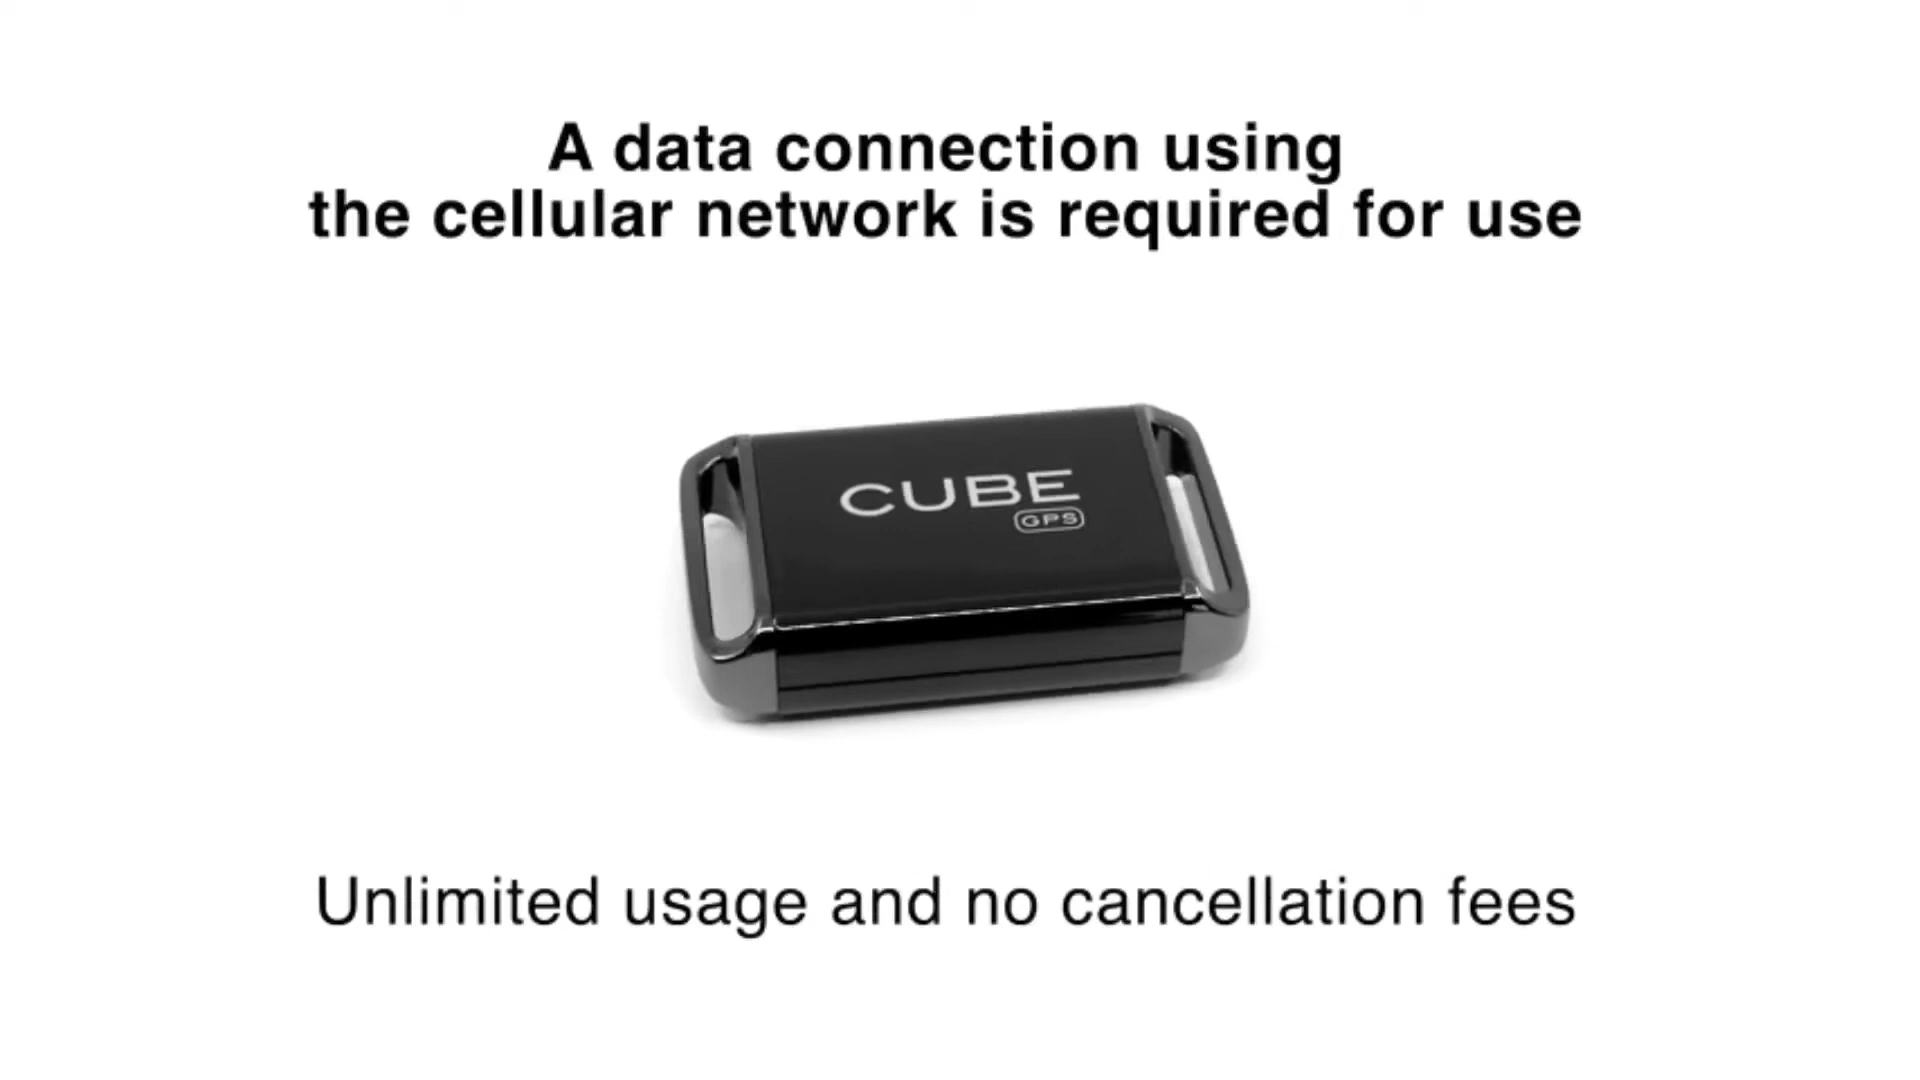 A data connection using
the cellular network is required for use
CUBE
GPS
Unlimited usage and no cancellation fees